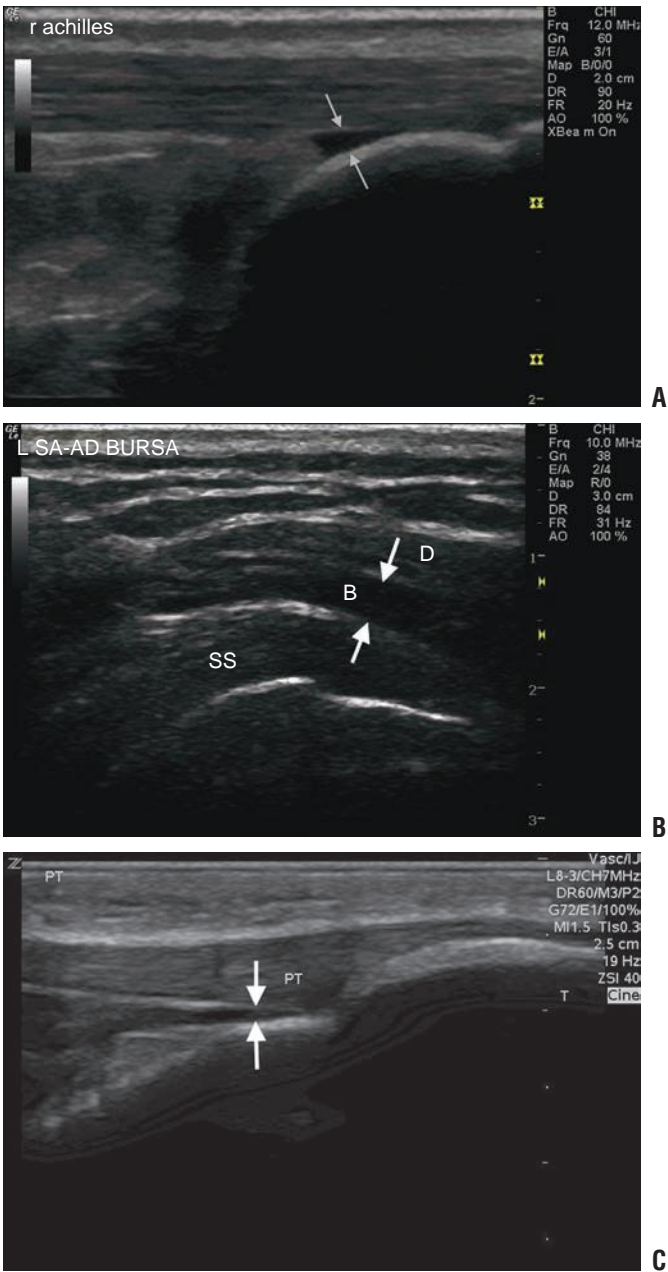 r achilles
B CHI
Frq 12.0 MHz
Gn 60
E/A 3/1
Map B/0/0
D 2.0 cm
DR 90
FR 20 Hz
AO 100 %
XBeam On
2-
A
L SA-AD BURSA
B CHI
Frq 10.0 MHz
Gn 38
E/A 2/4
Map R/0
D 3.0 cm
DR 84
FR 31 Hz
AO 100 %
1-
D
B
SS
2-
3-
B
Z
PT
Vasc/IJ
L8-3/CH7MHz
DR60/M3/P2
G72/E1/100%
MI1.5 TIs0.3
2.5 cm
19 Hz
ZSI 40
PT
T Cine
C